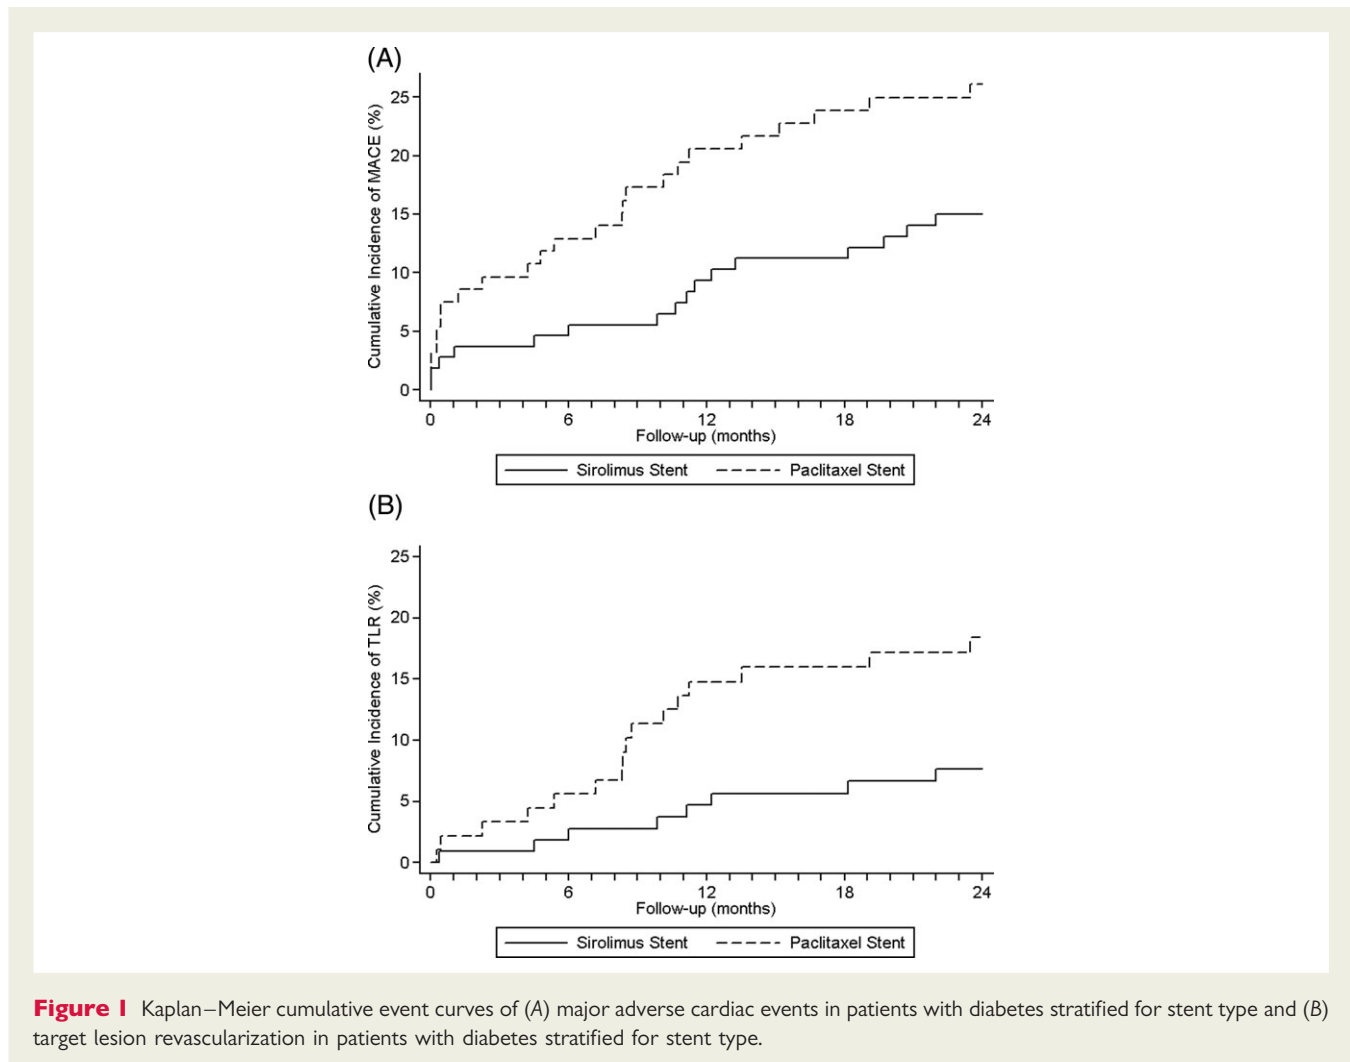 (A)
Cumulative Incidence of MACE (%)
25
20
15
10
5
0
0 6 12 18 24
Follow-up (months)
Sirolimus Stent Paclitaxel Stent
(B)
Cumulative Incidence of TLR (%)
25
20
15
10
5
0
0 6 12 18 24
Follow-up (months)
Sirolimus Stent Paclitaxel Stent
Figure 1 Kaplan–Meier cumulative event curves of (A) major adverse cardiac events in patients with diabetes stratified for stent type and (B)
target lesion revascularization in patients with diabetes stratified for stent type.